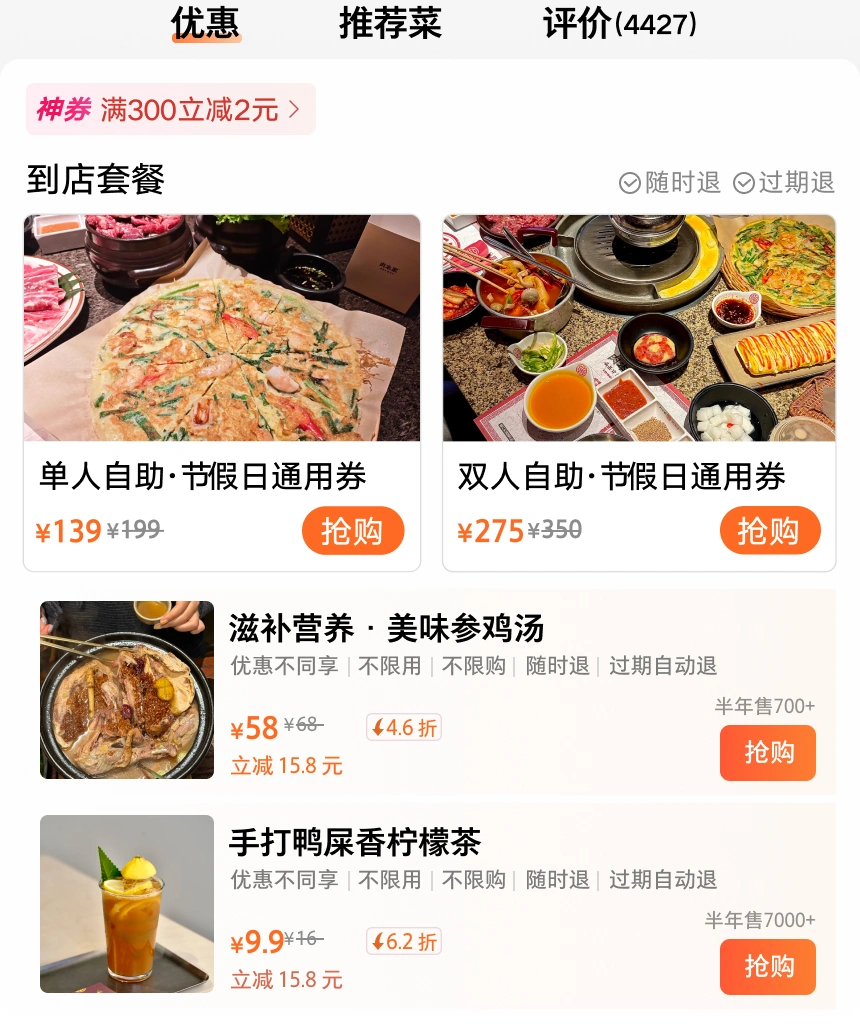 优惠 推荐菜 评价(4427)
神券 满300立减2元 >
到店套餐 随时退 过期退
单人自助·节假日通用券
¥139 ¥199
抢购
双人自助·节假日通用券
¥275 ¥350
抢购
滋补营养·美味参鸡汤
优惠不同享 | 不限用 | 不限购 | 随时退 | 过期自动退
半年售700+
¥58 ¥68 4.6 折
立减 15.8 元
抢购
手打鸭屎香柠檬茶
优惠不同享 | 不限用 | 不限购 | 随时退 | 过期自动退
半年售7000+
¥9.9 ¥16 6.2 折
立减 15.8 元
抢购